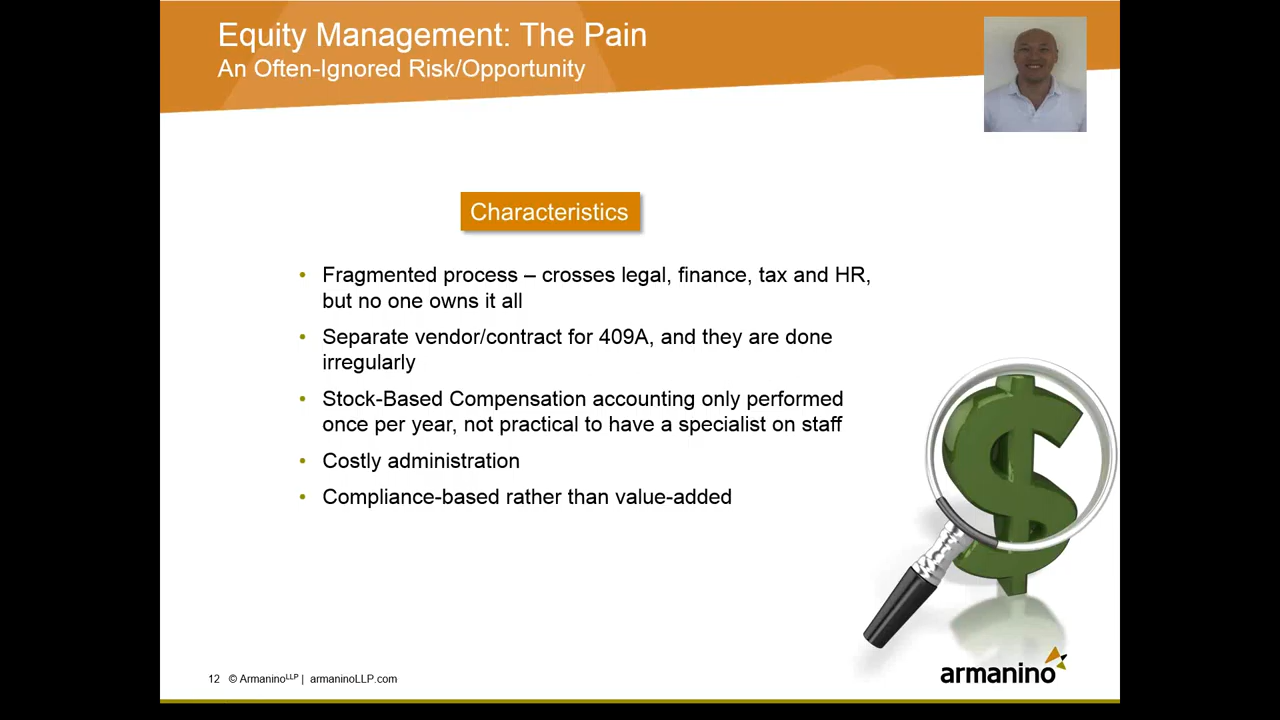 Equity Management: The Pain
An Often-Ignored Risk/Opportunity
Characteristics
• Fragmented process – crosses legal, finance, tax and HR,
but no one owns it all
• Separate vendor/contract for 409A, and they are done
irregularly
• Stock-Based Compensation accounting only performed
once per year, not practical to have a specialist on staff
• Costly administration
• Compliance-based rather than value-added
12 © ArmaninoLLP | armaninoLLP.com
armanino